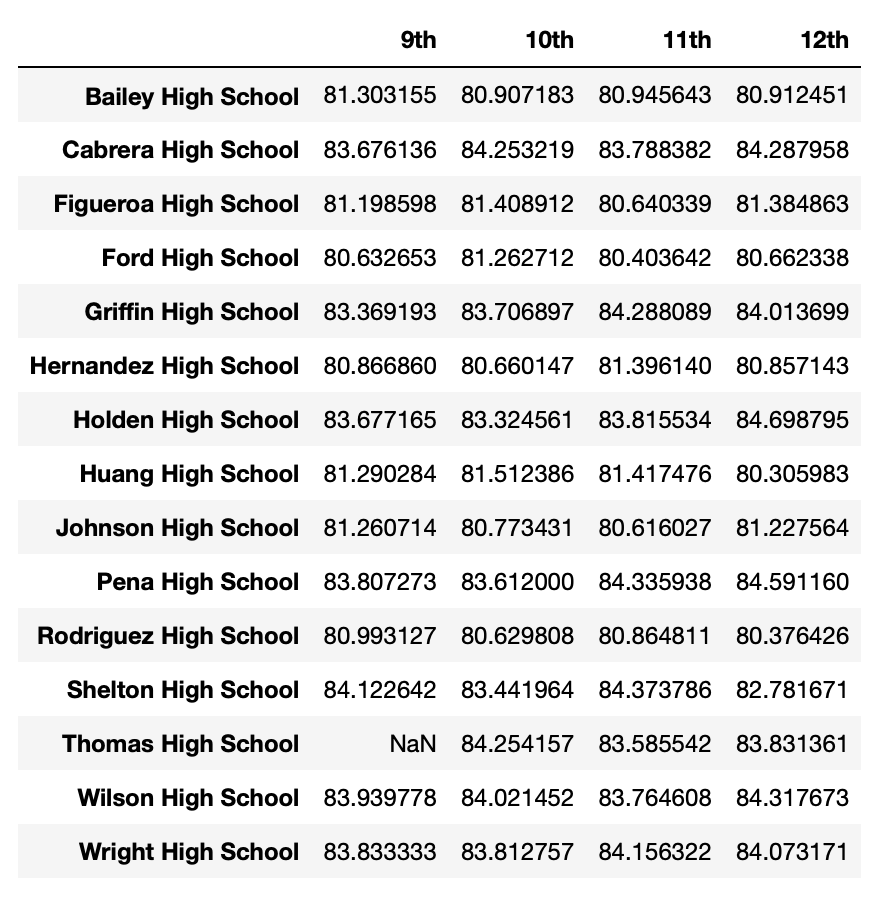 9th 10th 11th 12th
Bailey High School 81.303155 80.907183 80.945643 80.912451
Cabrera High School 83.676136 84.253219 83.788382 84.287958
Figueroa High School 81.198598 81.408912 80.640339 81.384863
Ford High School 80.632653 81.262712 80.403642 80.662338
Griffin High School 83.369193 83.706897 84.288089 84.013699
Hernandez High School 80.866860 80.660147 81.396140 80.857143
Holden High School 83.677165 83.324561 83.815534 84.698795
Huang High School 81.290284 81.512386 81.417476 80.305983
Johnson High School 81.260714 80.773431 80.616027 81.227564
Pena High School 83.807273 83.612000 84.335938 84.591160
Rodriguez High School 80.993127 80.629808 80.864811 80.376426
Shelton High School 84.122642 83.441964 84.373786 82.781671
Thomas High School NaN 84.254157 83.585542 83.831361
Wilson High School 83.939778 84.021452 83.764608 84.317673
Wright High School 83.833333 83.812757 84.156322 84.073171